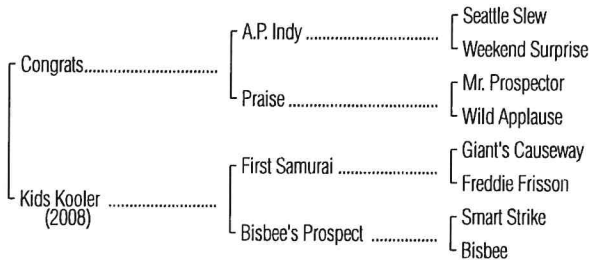 Seattle Slew
A.P. Indy
Weekend Surprise
Congrats
Mr. Prospector
Praise
Wild Applause
Giant's Causeway
First Samurai
Freddie Frisson
Kids Kooler
(2008)
Smart Strike
Bisbee's Prospect
Bisbee